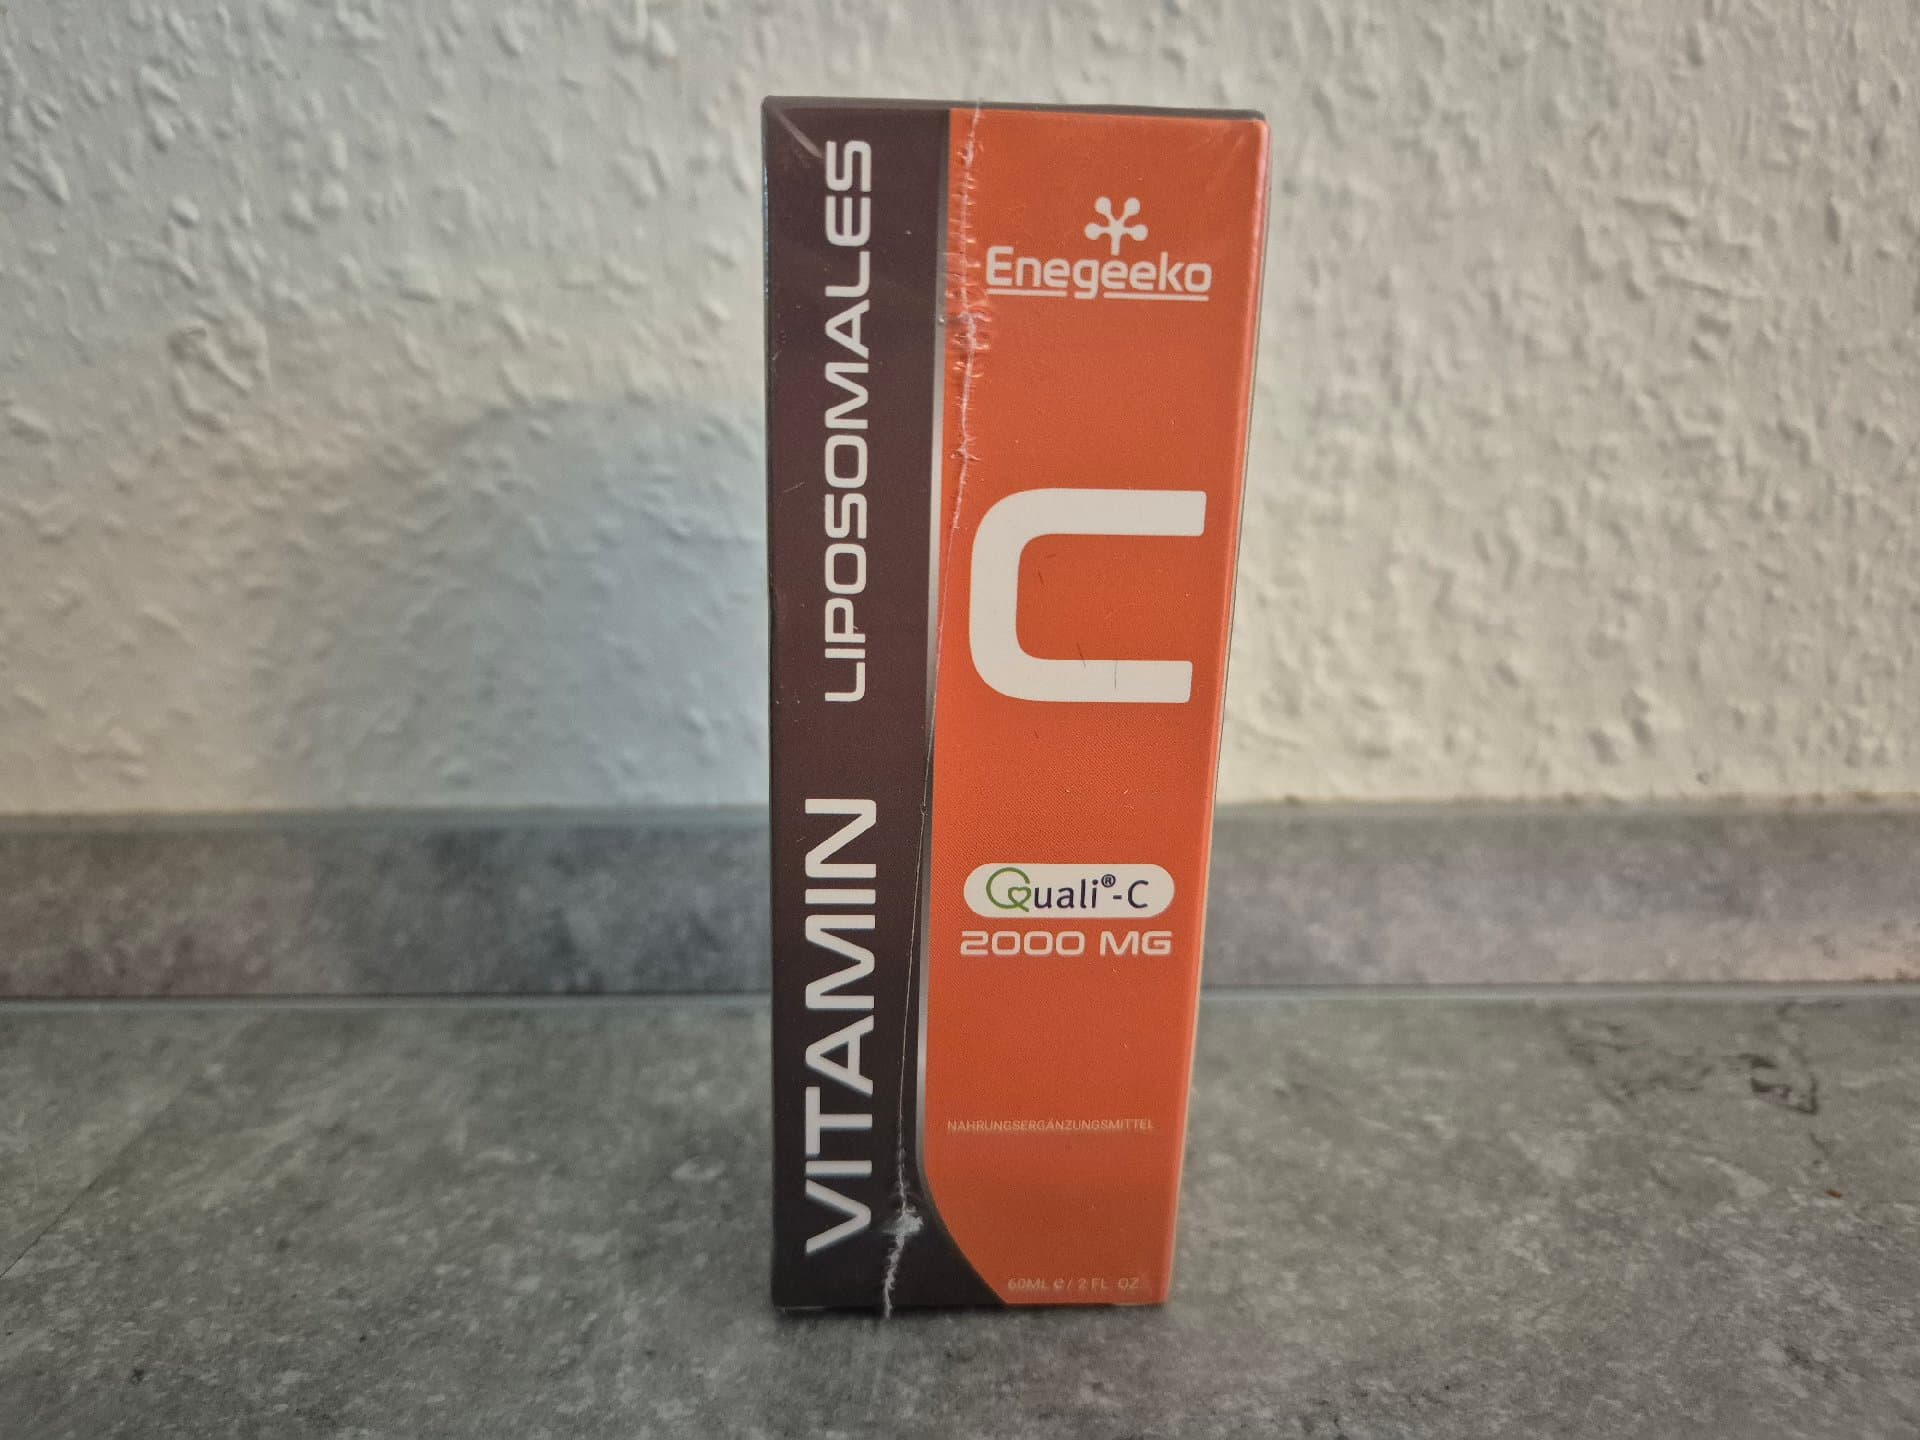 VITAMIN LIPOSOMALES
Enegeeko
C
Quali®-C
2000 MG
NAHRUNGSERGÄNZUNGSMITTEL
60ML e / 2 FL. OZ